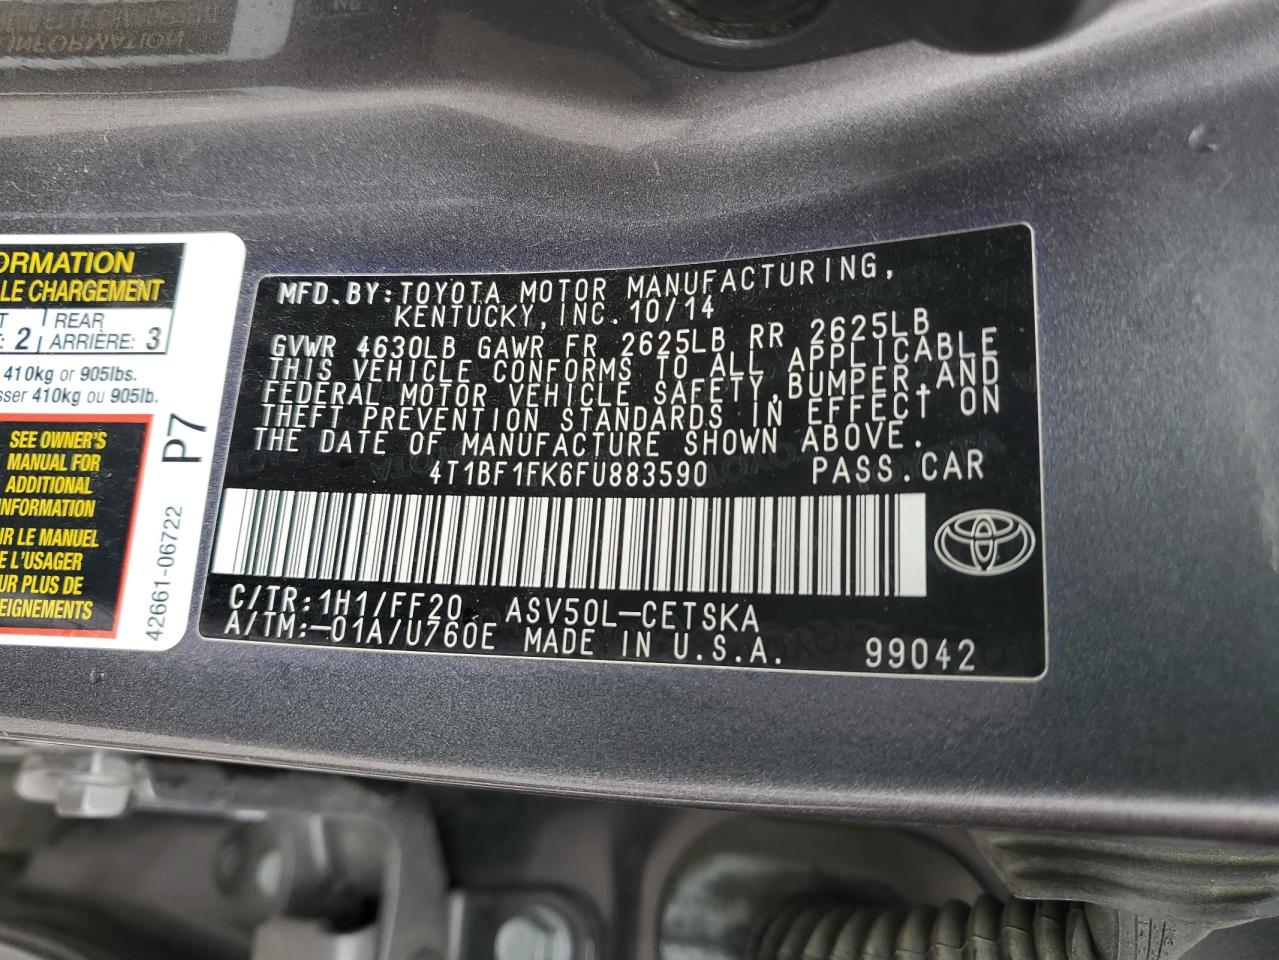 ORMATION
LE CHARGEMENT
T
2
REAR
ARRIÈRE: 3
410kg or 905lbs.
sser 410kg ou 905lb.
SEE OWNER'S
MANUAL FOR
ADDITIONAL
NFORMATION
IR LE MANUEL
E L'USAGER
UR PLUS DE
EIGNEMENTS
P7
42661-06722
MFD.BY:TOYOTA MOTOR MANUFACTURING,
KENTUCKY,INC.10/14
GVWR 4630LB GAWR FR 2625LB RR 2625LB
THIS VEHICLE CONFORMS TO ALL APPLICABLE
FEDERAL MOTOR VEHICLE SAFETY,BUMPER,AND
THEFT PREVENTION STANDARDS IN EFFECT ON
THE DATE OF MANUFACTURE SHOWN ABOVE.
4T1BF1FK6FU883590 PASS.CAR
C/TR:1H1/FF20 ASV50L-CETSKA
A/TM:-01A/U760E MADE IN U.S.A. 99042